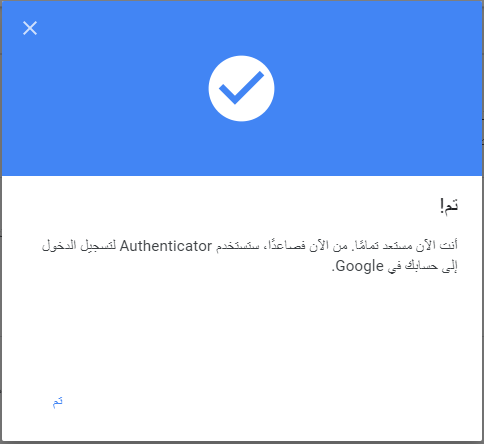 تم!
أنت الآن مستعد تمامًا. من الآن فصاعدًا، ستستخدم Authenticator لتسجيل الدخول
إلى حسابك في Google.
تم